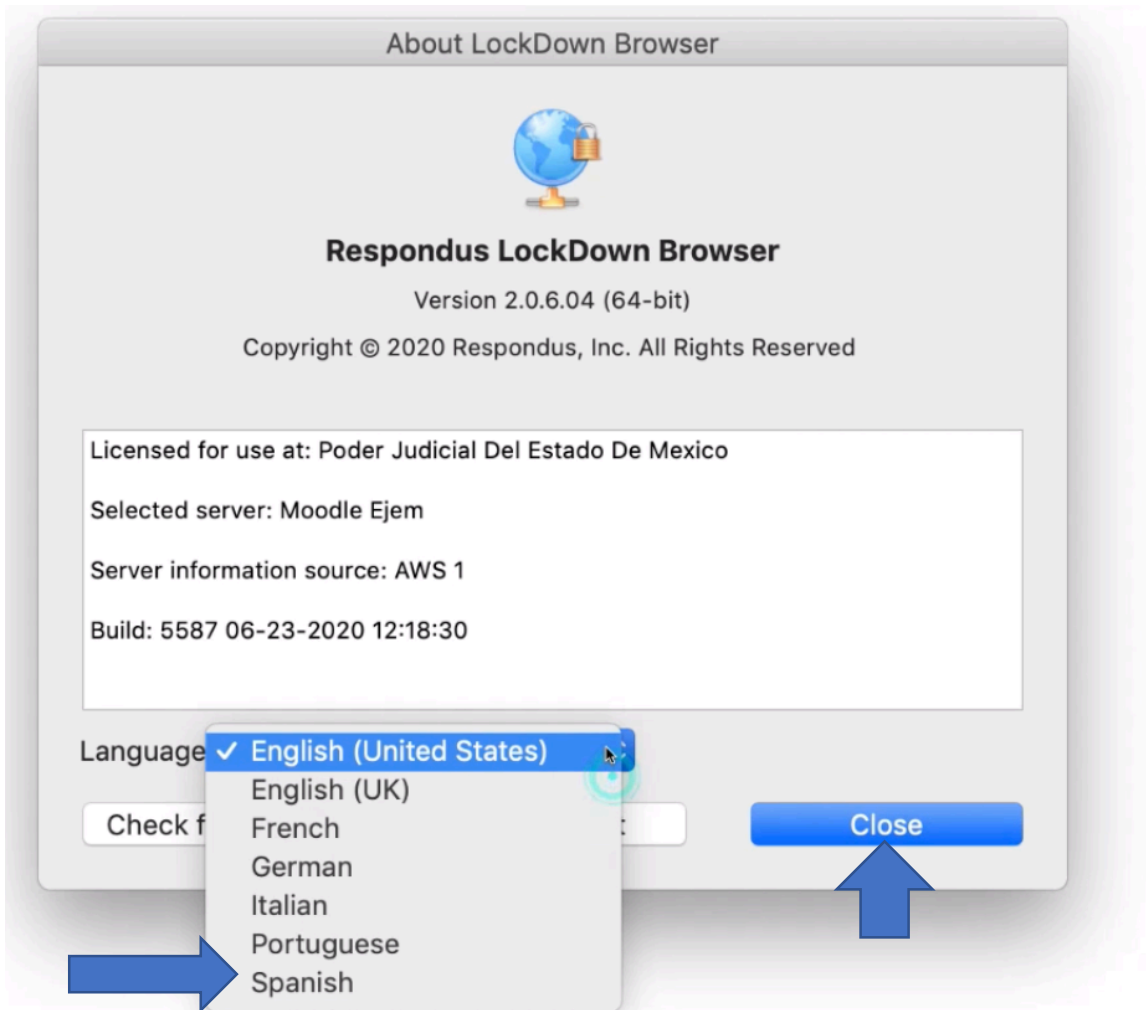 About LockDown Browser
Respondus LockDown Browser
Version 2.0.6.04 (64-bit)
Copyright © 2020 Respondus, Inc. All Rights Reserved
Licensed for use at: Poder Judicial Del Estado De Mexico
Selected server: Moodle Ejem
Server information source: AWS 1
Build: 5587 06-23-2020 12:18:30
Language ✓ English (United States)
English (UK)
Check f
French
Close
German
Italian
Portuguese
Spanish